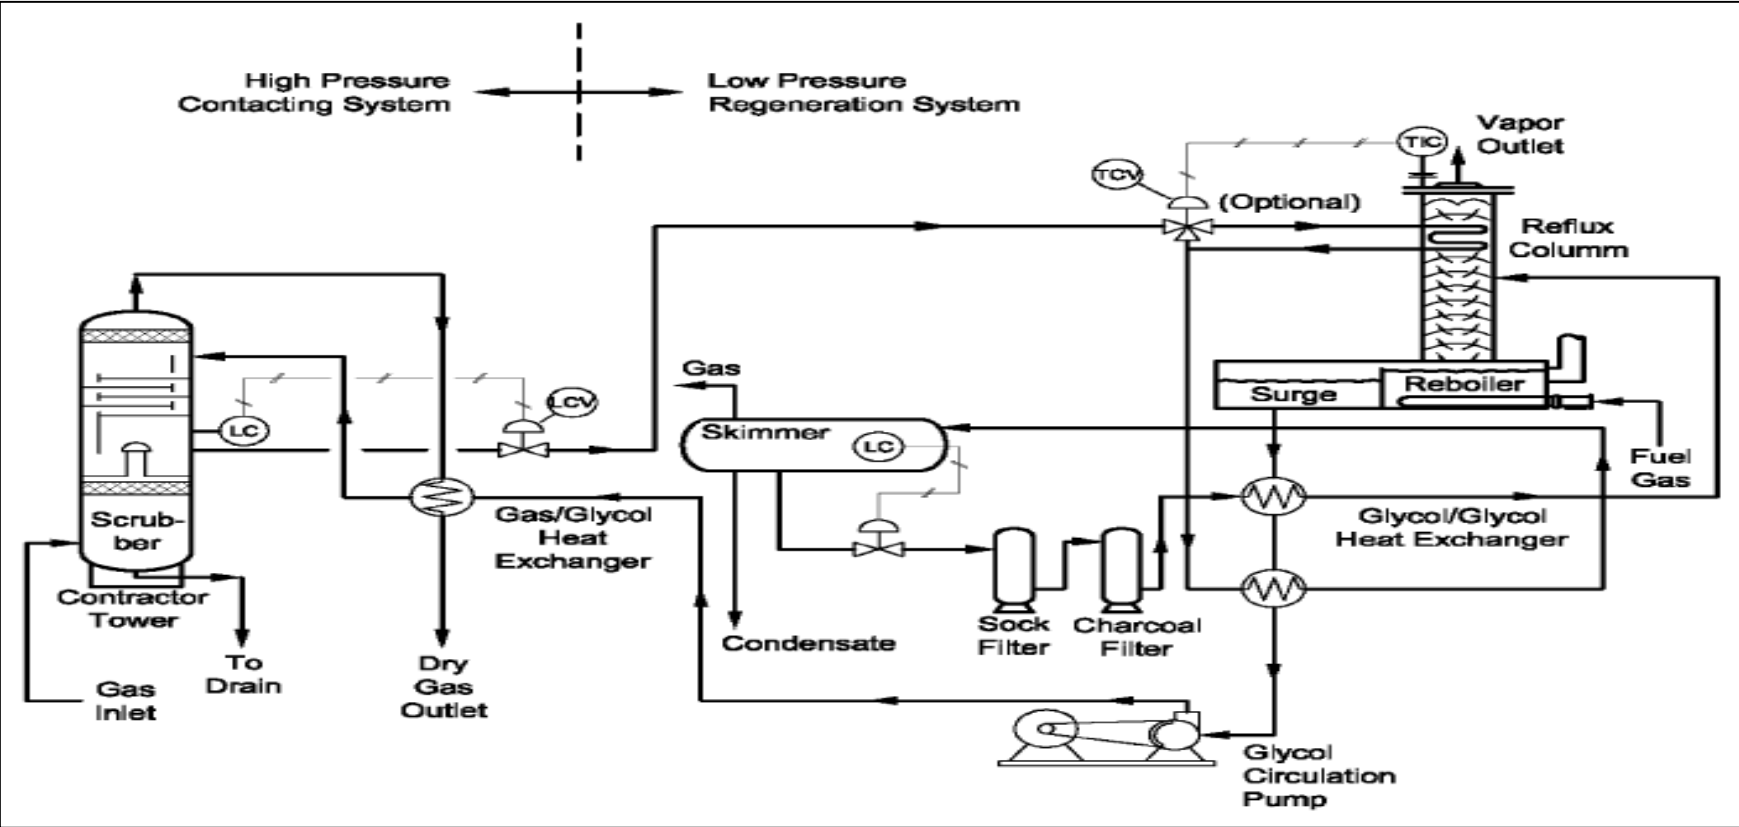 High Pressure
Contacting System
Low Pressure
Regeneration System
TIC
Vapor
Outlet
TCV
(Optional)
Reflux
Columm
Gas
LCV
LC
Skimmer
LC
Surge
Reboiler
Fuel
Gas
Scrub-
ber
Gas/Glycol
Heat
Exchanger
Glycol/Glycol
Heat Exchanger
Contractor
Tower
Sock
Filter
Charcoal
Filter
Condensate
To
Drain
Dry
Gas
Outlet
Gas
Inlet
Glycol
Circulation
Pump